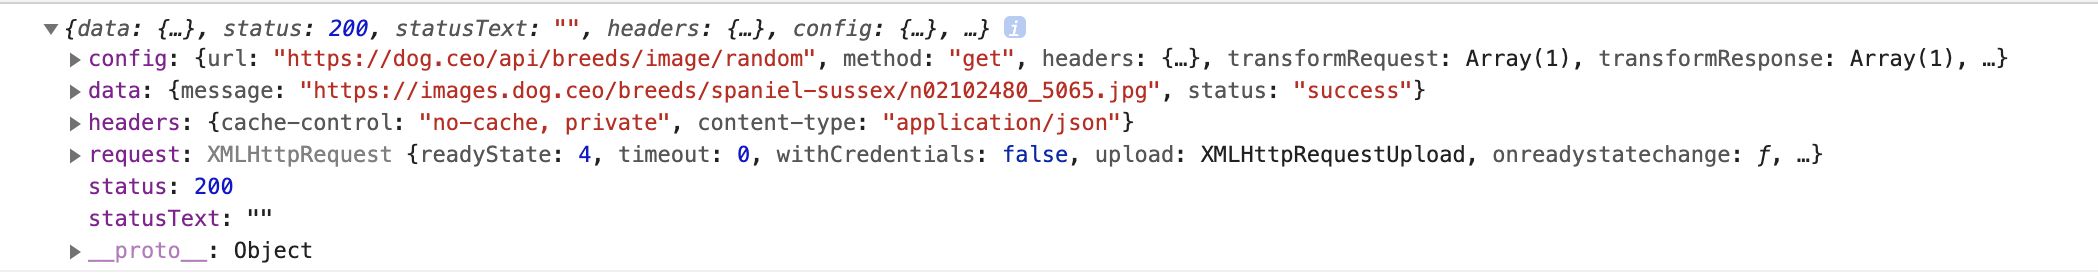 ▼{data: {…}, status: 200, statusText: "", headers: {…}, config: {…}, …} i
▶config: {url: "https://dog.ceo/api/breeds/image/random", method: "get", headers: {…}, transformRequest: Array(1), transformResponse: Array(1), …}
▶data: {message: "https://images.dog.ceo/breeds/spaniel-sussex/n02102480_5065.jpg", status: "success"}
▶headers: {cache-control: "no-cache, private", content-type: "application/json"}
▶request: XMLHttpRequest {readyState: 4, timeout: 0, withCredentials: false, upload: XMLHttpRequestUpload, onreadystatechange: ƒ, …}
status: 200
statusText: ""
▶__proto__: Object